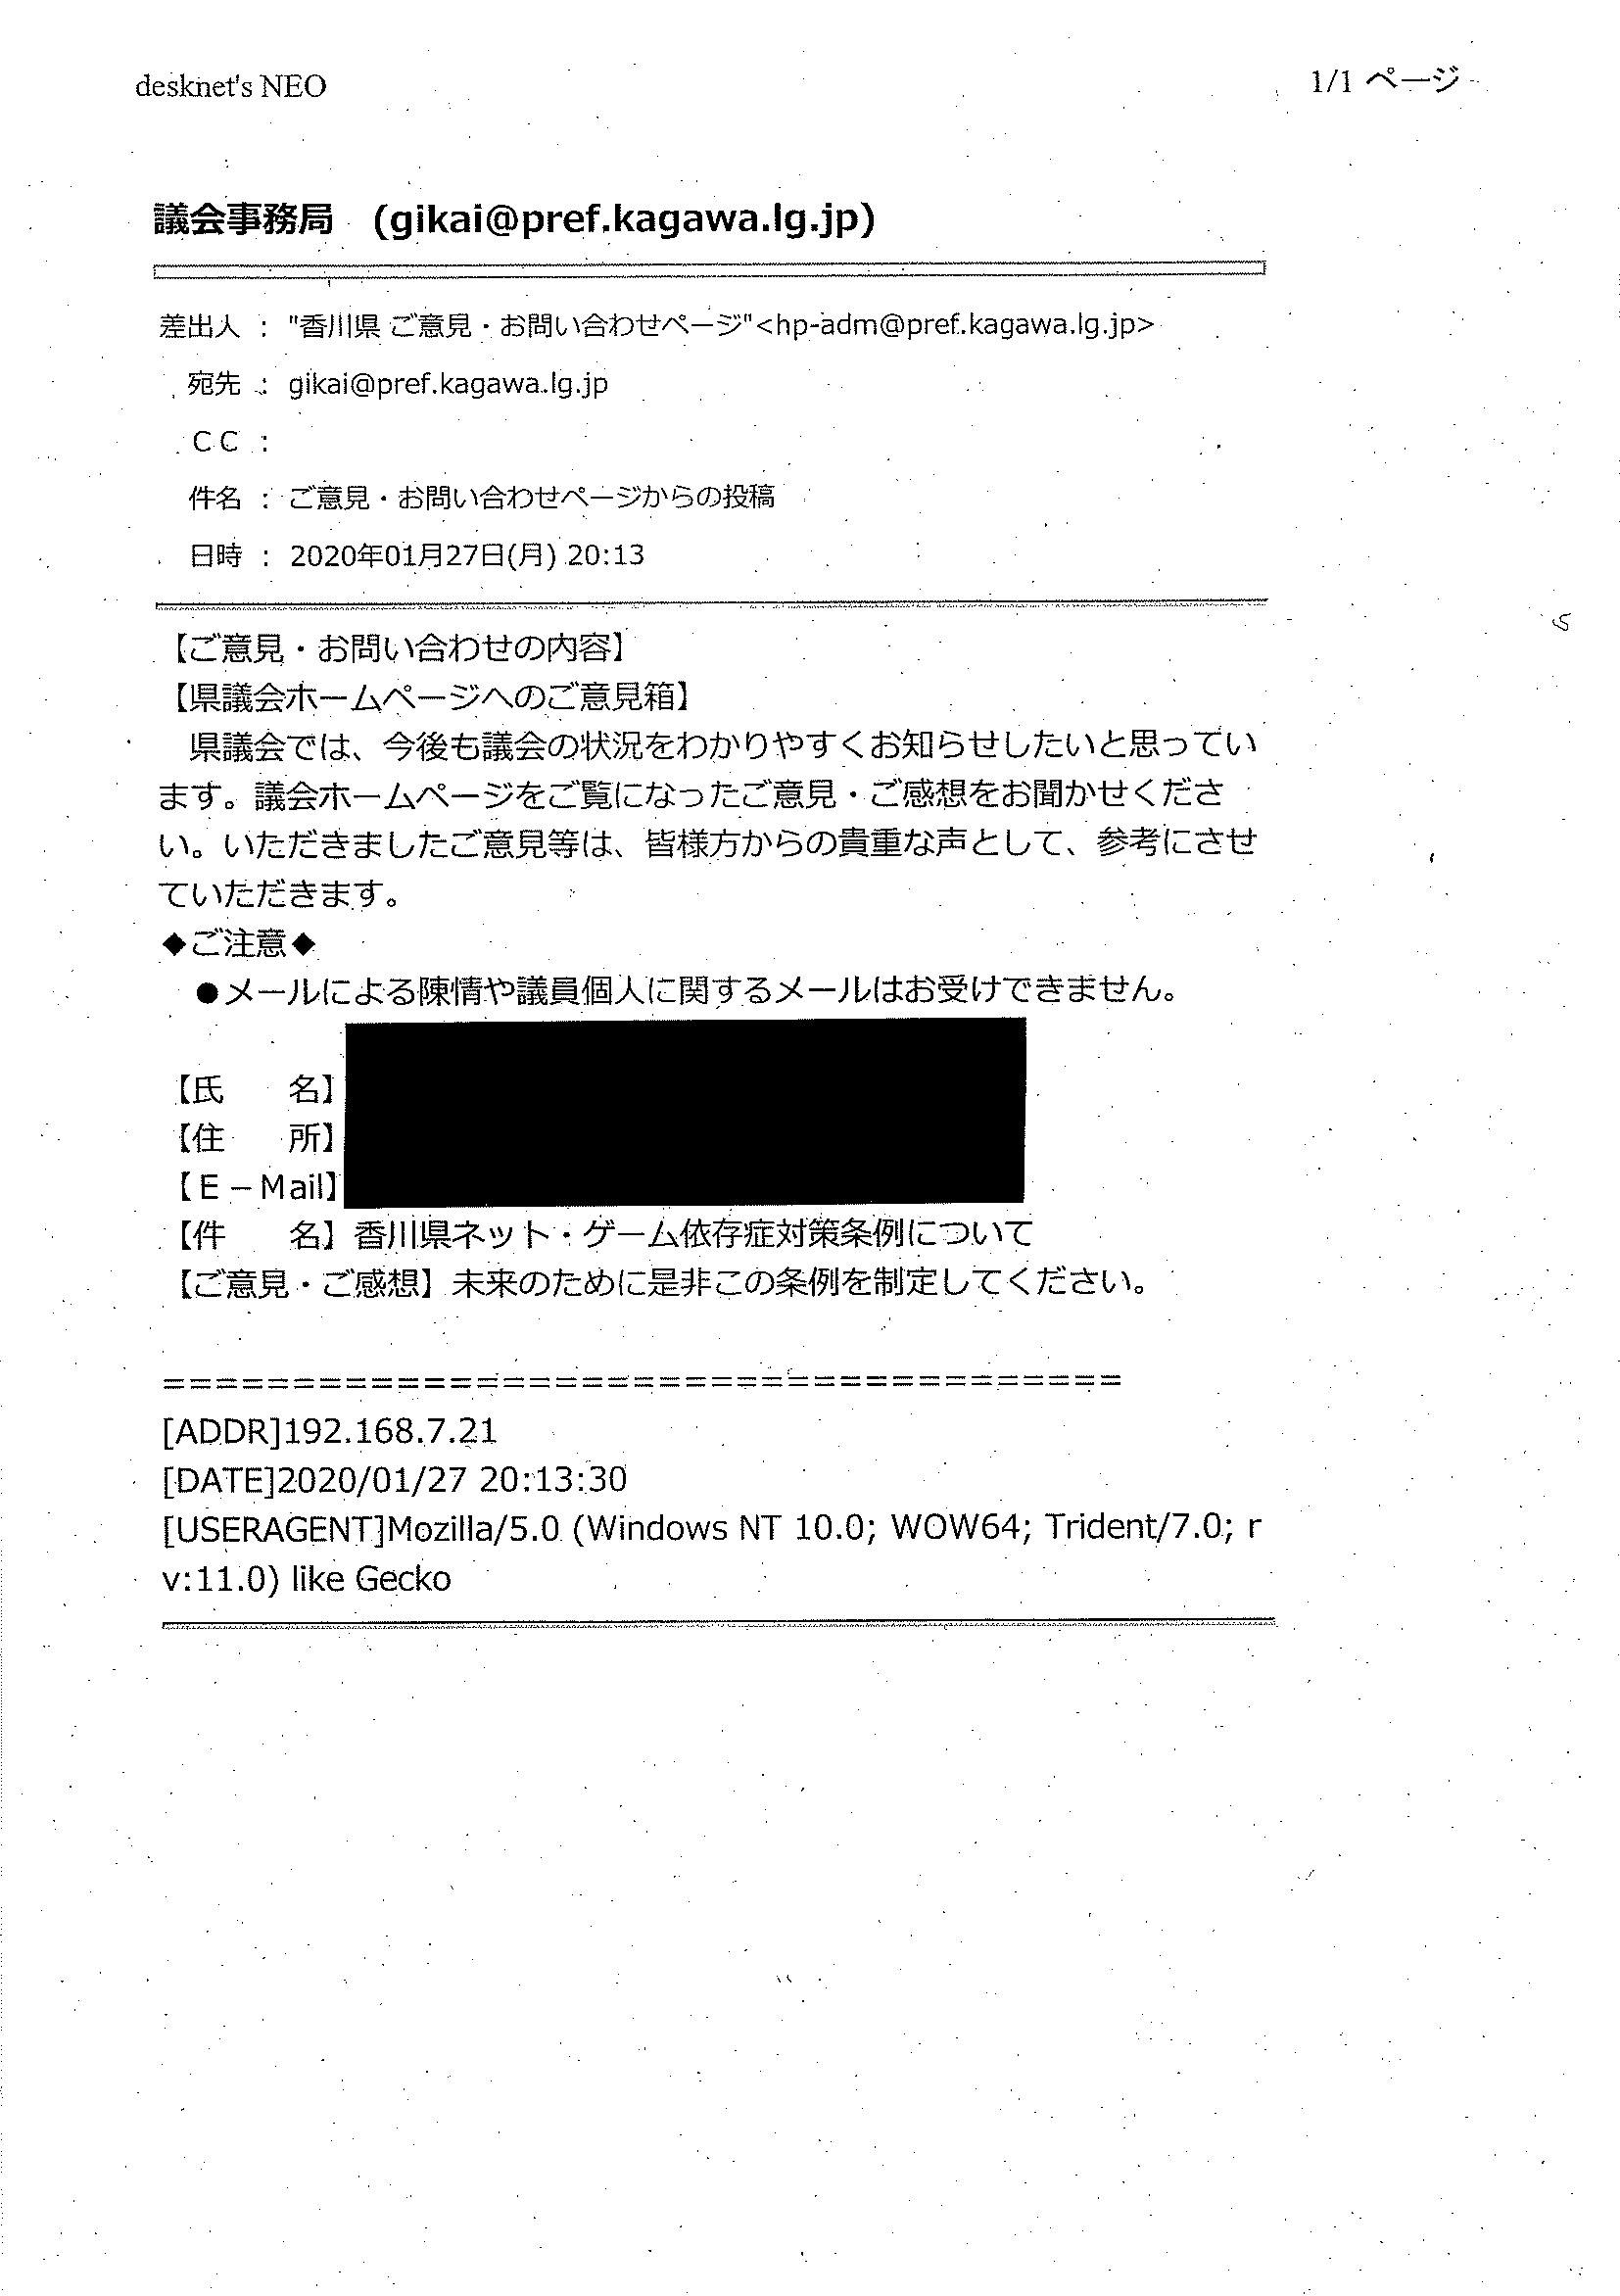 desknet's NEO
1/1 ページ
議会事務局　(gikai@pref.kagawa.lg.jp)
差出人 ： "香川県 ご意見・お問い合わせページ"<hp-adm@pref.kagawa.lg.jp>
宛先 ： gikai@pref.kagawa.lg.jp
ＣＣ ：
件名 ： ご意見・お問い合わせページからの投稿
日時 ： 2020年01月27日(月) 20:13
【ご意見・お問い合わせの内容】
【県議会ホームページへのご意見箱】
　県議会では、今後も議会の状況をわかりやすくお知らせしたいと思ってい
ます。議会ホームページをご覧になったご意見・ご感想をお聞かせくださ
い。いただきましたご意見等は、皆様方からの貴重な声として、参考にさせ
ていただきます。
◆ご注意◆
　●メールによる陳情や議員個人に関するメールはお受けできません。
【氏　　名】
【住　　所】
【Ｅ－Mail】
【件　　名】香川県ネット・ゲーム依存症対策条例について
【ご意見・ご感想】未来のために是非この条例を制定してください。
=====================================
[ADDR]192.168.7.21
[DATE]2020/01/27 20:13:30
[USERAGENT]Mozilla/5.0 (Windows NT 10.0; WOW64; Trident/7.0; r
v:11.0) like Gecko